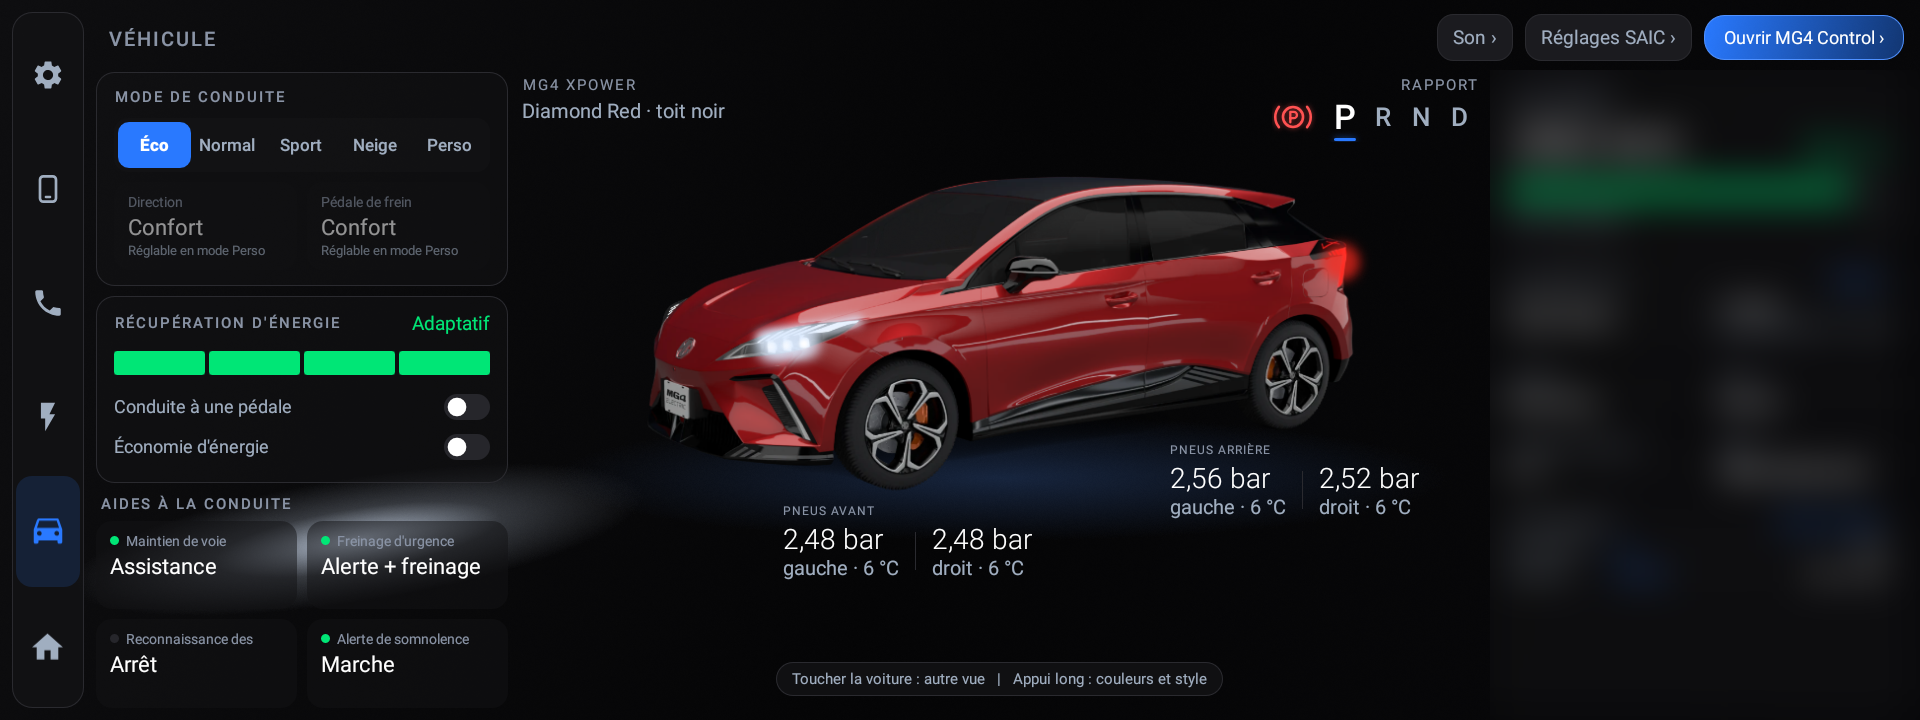 VÉHICULE
Son ›
Réglages SAIC ›
Ouvrir MG4 Control ›
MODE DE CONDUITE
Éco
Normal
Sport
Neige
Perso
Direction
Confort
Réglable en mode Perso
Pédale de frein
Confort
Réglable en mode Perso
RÉCUPÉRATION D'ÉNERGIE
Adaptatif
Conduite à une pédale
Économie d'énergie
AIDES À LA CONDUITE
Maintien de voie
Assistance
Freinage d'urgence
Alerte + freinage
Reconnaissance des
Arrêt
Alerte de somnolence
Marche
MG4 XPOWER
Diamond Red · toit noir
RAPPORT
(P) P R N D
MG4
ELECTRIC
PNEUS ARRIÈRE
2,56 bar
gauche · 6 °C
2,52 bar
droit · 6 °C
PNEUS AVANT
2,48 bar
gauche · 6 °C
2,48 bar
droit · 6 °C
Toucher la voiture : autre vue | Appui long : couleurs et style